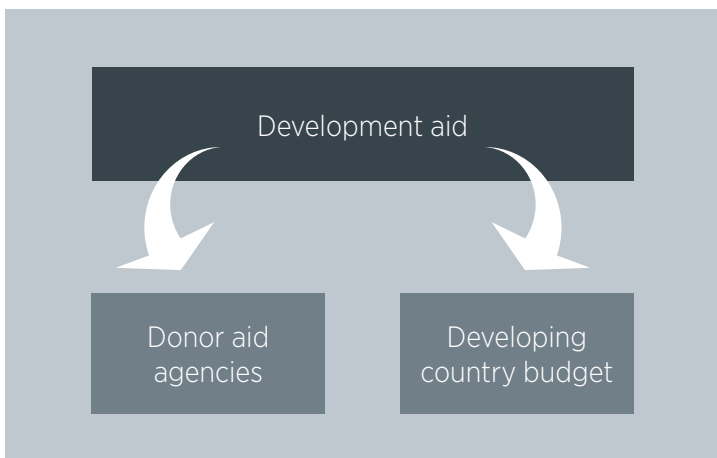 Development aid
Donor aid
agencies
Developing
country budget